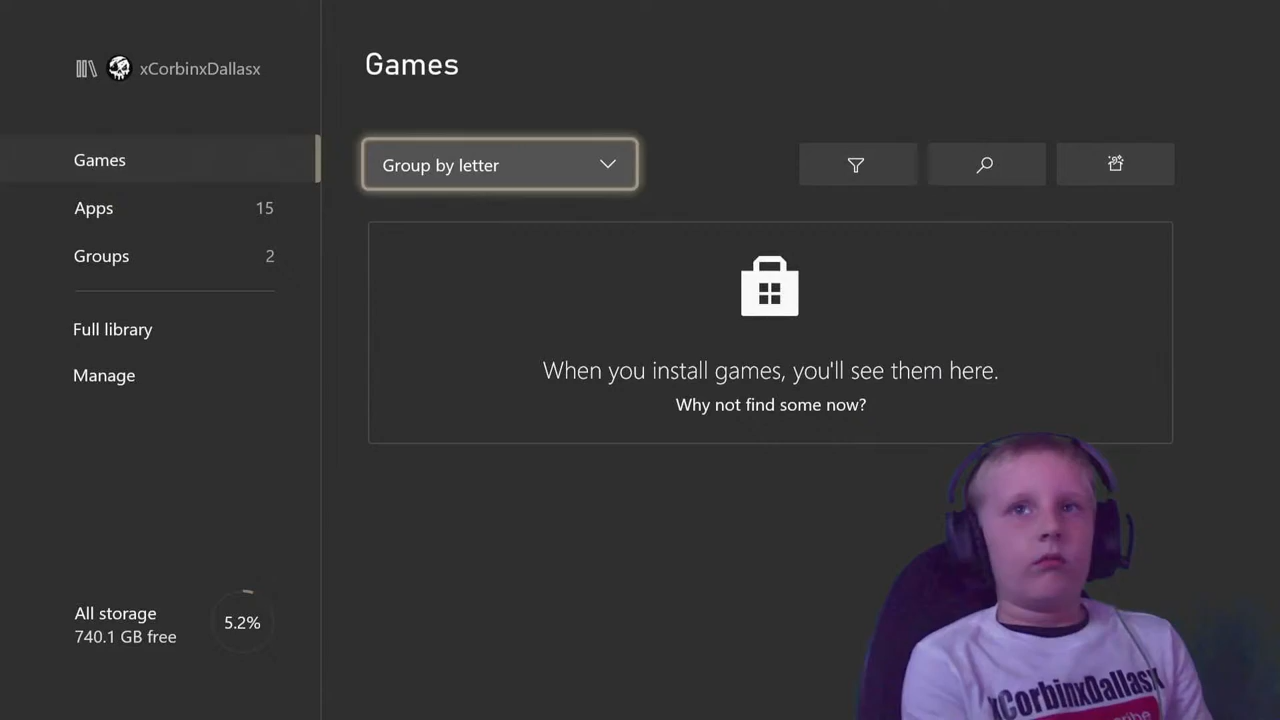 xCorbinxDallasx
Games
Apps 15
Groups 2
Full library
Manage
All storage
740.1 GB free
5.2%
Games
Group by letter
When you install games, you'll see them here.
Why not find some now?
xCorbinxDallasx